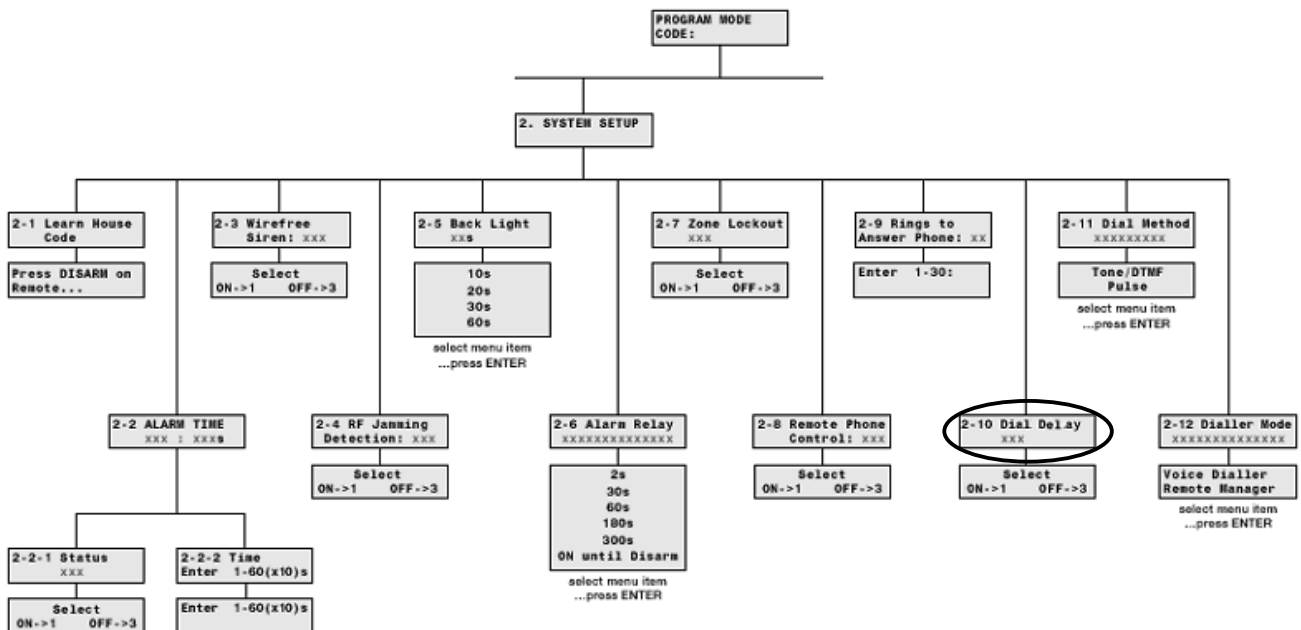 PROGRAM MODE
CODE:
2. SYSTEM SETUP
2-1 Learn House
Code
Press DISARM on
Remote...
2-3 Wirefree
Siren: xxx
Select
ON->1 OFF->3
2-5 Back Light
xxs
10s
20s
30s
60s
select menu item
...press ENTER
2-7 Zone Lockout
xxx
Select
ON->1 OFF->3
2-9 Rings to
Answer Phone: xx
Enter 1-30:
2-11 Dial Method
xxxxxxxxx
Tone/DTMF
Pulse
select menu item
...press ENTER
2-2 ALARM TIME
xxx : xxxs
2-2-1 Status
xxx
Select
ON->1 OFF->3
2-2-2 Time
Enter 1-60(x10)s
Enter 1-60(x10)s
2-4 RF Jamming
Detection: xxx
Select
ON->1 OFF->3
2-6 Alarm Relay
xxxxxxxxxxxxxx
2s
30s
60s
180s
300s
ON until Disarm
select menu item
...press ENTER
2-8 Remote Phone
Control: xxx
Select
ON->1 OFF->3
2-10 Dial Delay
xxx
Select
ON->1 OFF->3
2-12 Dialler Mode
xxxxxxxxxxxxxx
Voice Dialler
Remote Manager
select menu item
...press ENTER